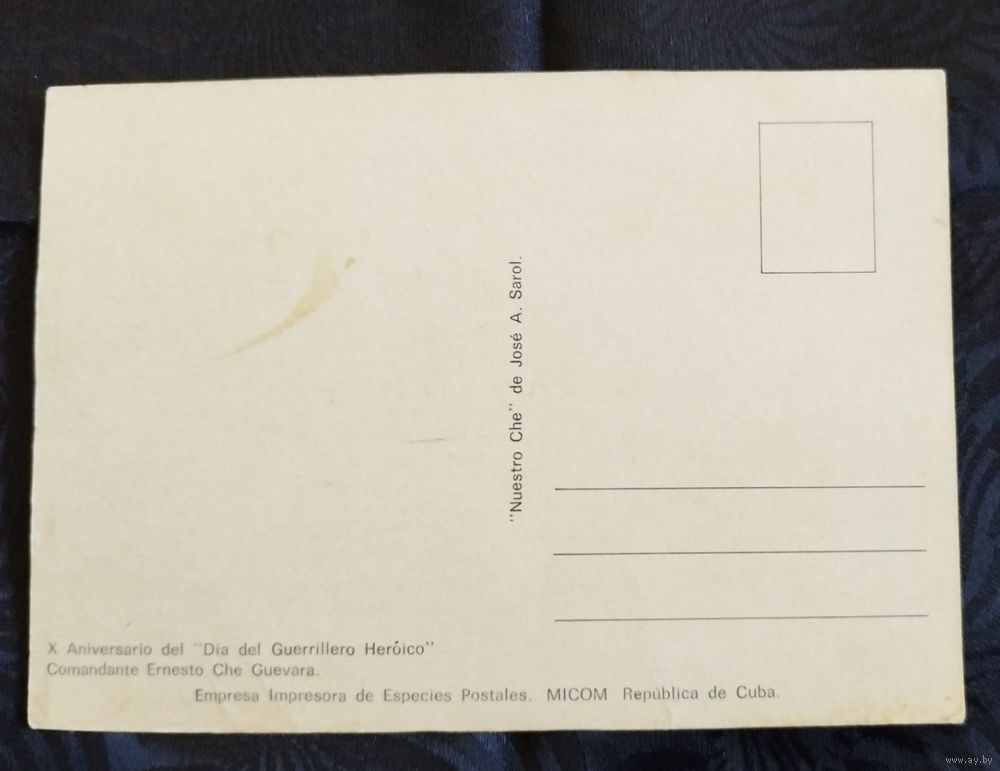 "Nuestro Che" de José A. Sarol.
X Aniversario del "Dia del Guerrillero Heróico"
Comandante Ernesto Che Guevara.
Empresa Impresora de Especies Postales. MICOM República de Cuba.
www.ay.by